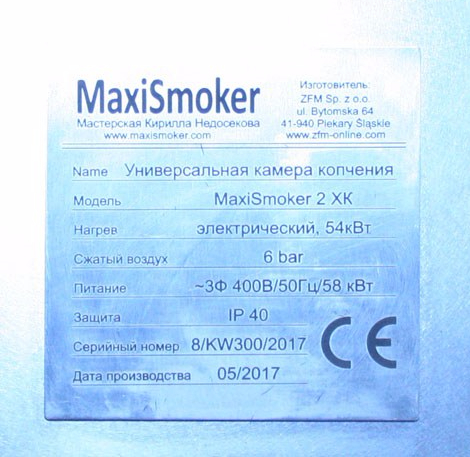 MaxiSmoker
Мастерская Кирилла Недосекова
www.maxismoker.com
Изготовитель:
ZFM Sp. z o.o.
ul. Bytomska 64
41-940 Piekary Śląskie
www.zfm-online.com
Name Универсальная камера копчения
Модель MaxiSmoker 2 ХК
Нагрев электрический, 54кВт
Сжатый воздух 6 bar
Питание ~3Ф 400В/50Гц/58 кВт
Защита IP 40
Серийный номер 8/KW300/2017
Дата производства 05/2017
CE